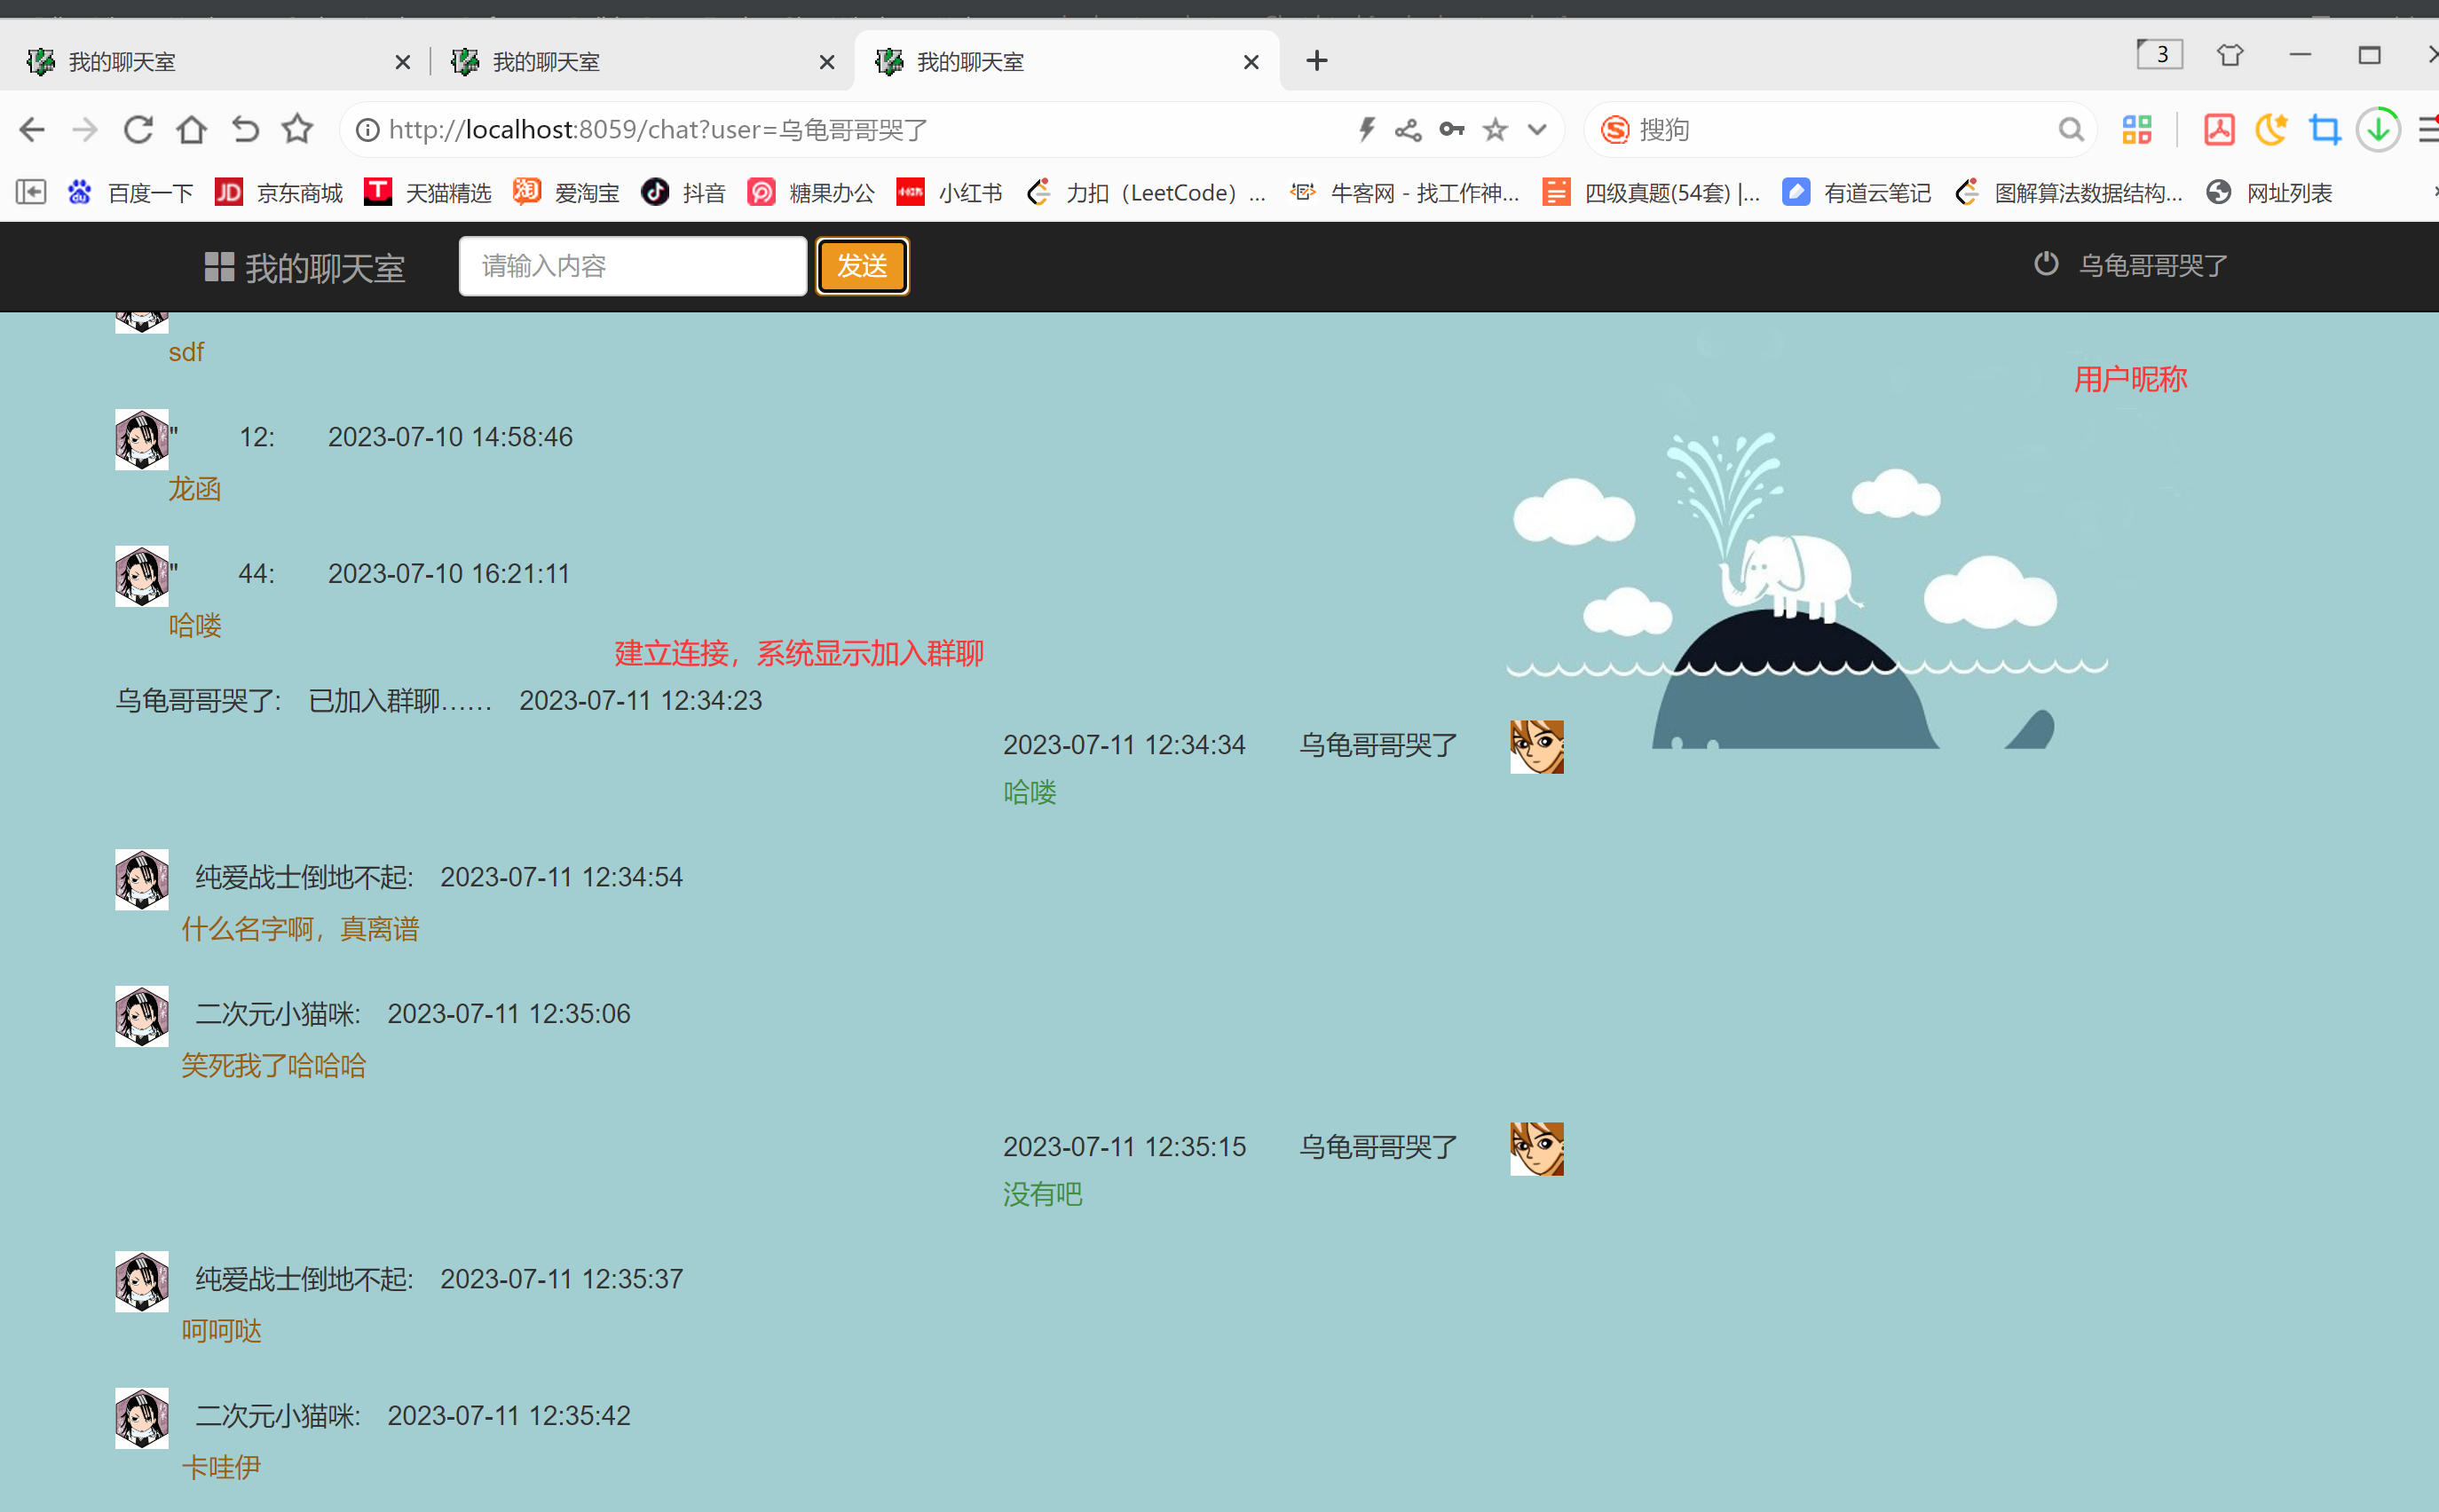 我的聊天室 我的聊天室 我的聊天室 3
http://localhost:8059/chat?user=乌龟哥哥哭了 搜狗
百度一下 JD 京东商城 T 天猫精选 淘 爱淘宝 抖音 糖果办公 小红书 小红书 力扣（LeetCode）... 牛客网 - 找工作神... 四级真题(54套) |... 有道云笔记 图解算法数据结构... 网址列表
我的聊天室 请输入内容 发送 乌龟哥哥哭了
sdf
用户昵称
" 12: 2023-07-10 14:58:46
龙函
" 44: 2023-07-10 16:21:11
哈喽
建立连接，系统显示加入群聊
乌龟哥哥哭了: 已加入群聊…… 2023-07-11 12:34:23
2023-07-11 12:34:34 乌龟哥哥哭了
哈喽
纯爱战士倒地不起: 2023-07-11 12:34:54
什么名字啊，真离谱
二次元小猫咪: 2023-07-11 12:35:06
笑死我了哈哈哈
2023-07-11 12:35:15 乌龟哥哥哭了
没有吧
纯爱战士倒地不起: 2023-07-11 12:35:37
呵呵哒
二次元小猫咪: 2023-07-11 12:35:42
卡哇伊